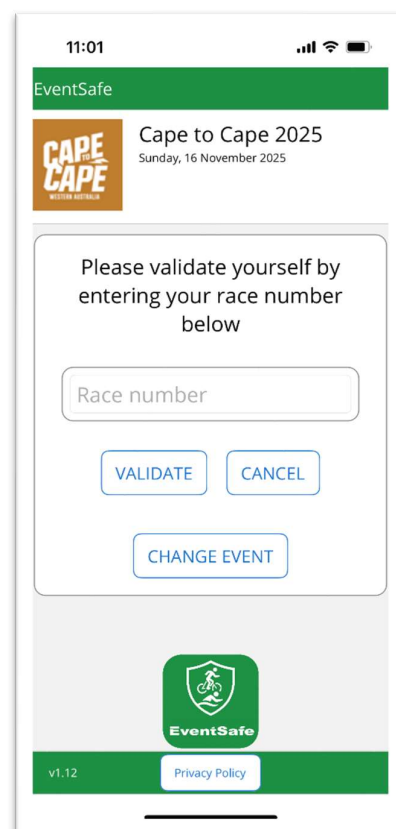 11:01
EventSafe
CAPE
TO
CAPE
WESTERN AUSTRALIA
Cape to Cape 2025
Sunday, 16 November 2025
Please validate yourself by
entering your race number
below
Race number
VALIDATE CANCEL
CHANGE EVENT
EventSafe
v1.12 Privacy Policy